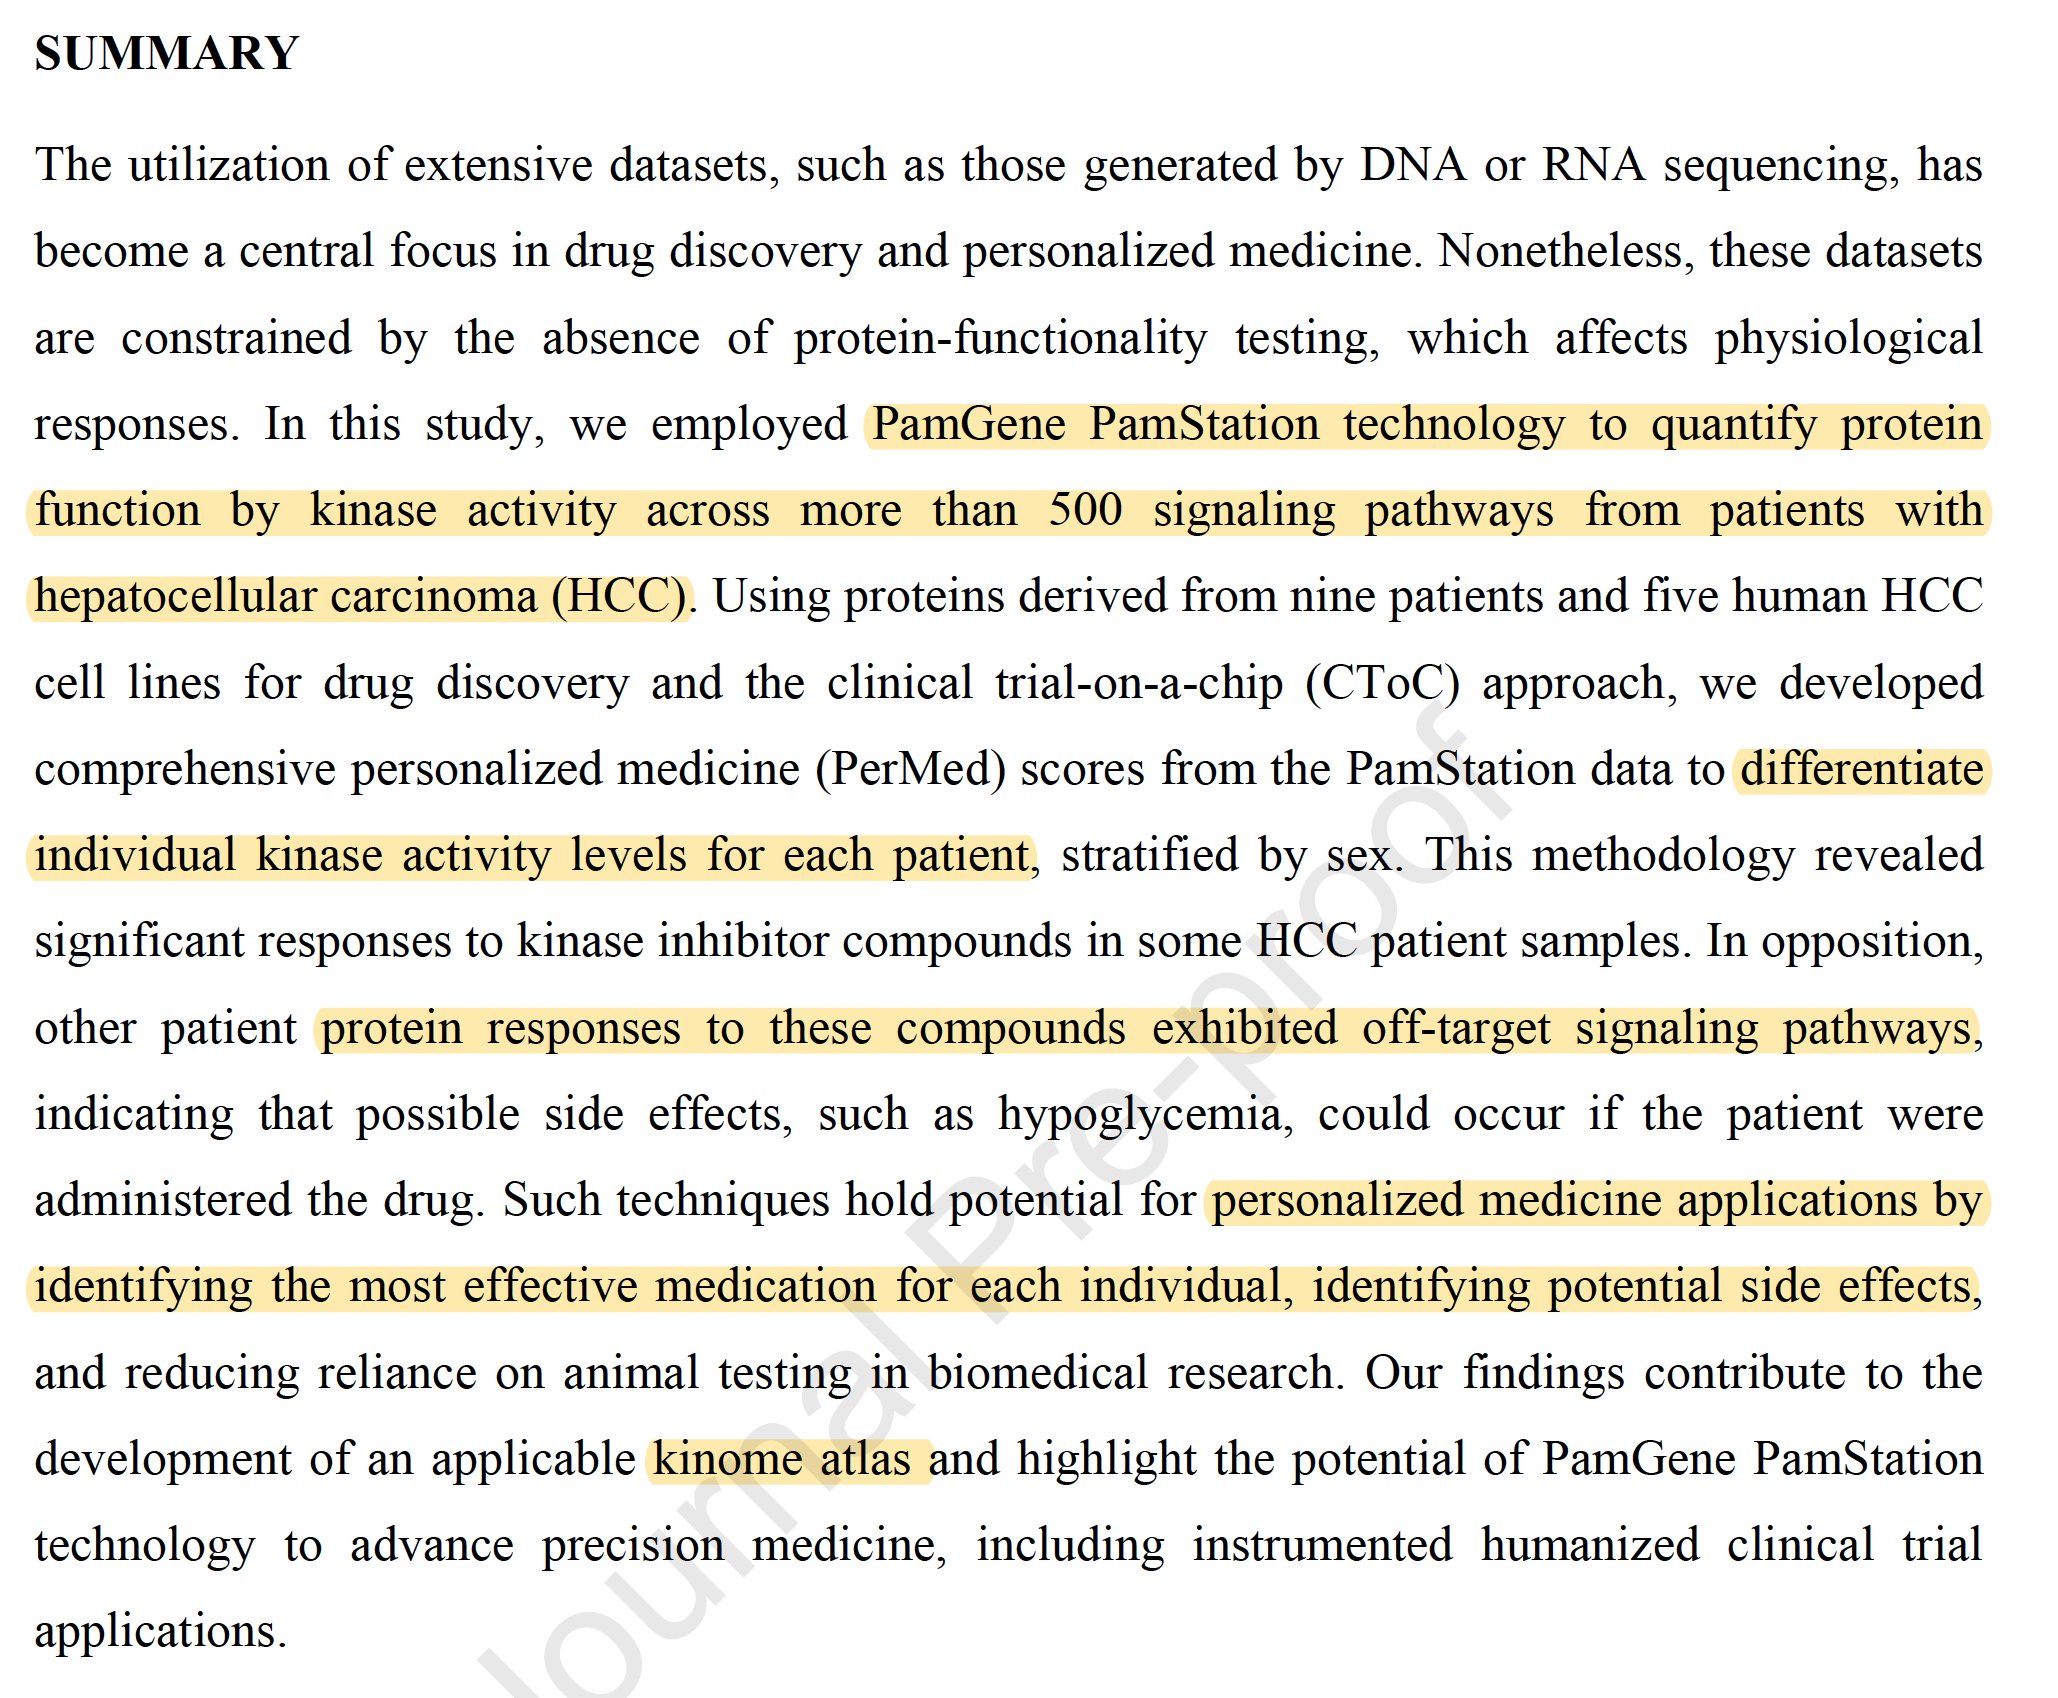 SUMMARY
The utilization of extensive datasets, such as those generated by DNA or RNA sequencing, has
become a central focus in drug discovery and personalized medicine. Nonetheless, these datasets
are constrained by the absence of protein-functionality testing, which affects physiological
responses. In this study, we employed PamGene PamStation technology to quantify protein
function by kinase activity across more than 500 signaling pathways from patients with
hepatocellular carcinoma (HCC). Using proteins derived from nine patients and five human HCC
cell lines for drug discovery and the clinical trial-on-a-chip (CToC) approach, we developed
comprehensive personalized medicine (PerMed) scores from the PamStation data to differentiate
individual kinase activity levels for each patient, stratified by sex. This methodology revealed
significant responses to kinase inhibitor compounds in some HCC patient samples. In opposition,
other patient protein responses to these compounds exhibited off-target signaling pathways,
indicating that possible side effects, such as hypoglycemia, could occur if the patient were
administered the drug. Such techniques hold potential for personalized medicine applications by
identifying the most effective medication for each individual, identifying potential side effects,
and reducing reliance on animal testing in biomedical research. Our findings contribute to the
development of an applicable kinome atlas and highlight the potential of PamGene PamStation
technology to advance precision medicine, including instrumented humanized clinical trial
applications.
Journal Pre-proof